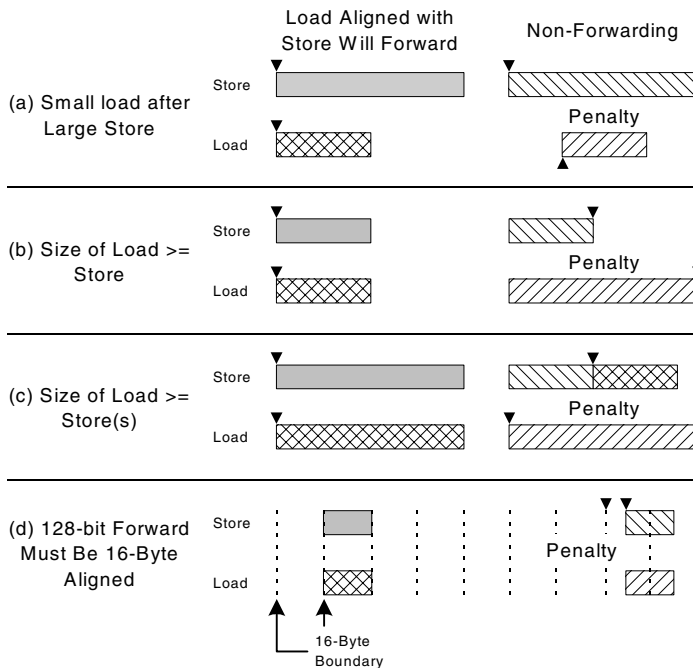 Load Aligned with
Store Will Forward
Non-Forwarding
(a) Small load after
Large Store
Store
Load
Penalty
(b) Size of Load >=
Store
Store
Load
Penalty
(c) Size of Load >=
Store(s)
Store
Load
Penalty
(d) 128-bit Forward
Must Be 16-Byte
Aligned
Store
Load
Penalty
16-Byte
Boundary